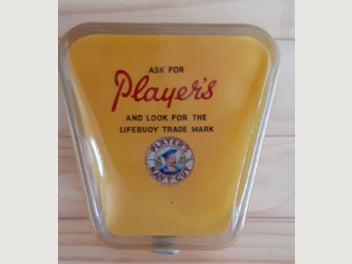 ASK FOR
Player's
AND LOOK FOR THE
LIFEBUOY TRADE MARK
PLAYER'S
NAVY CUT